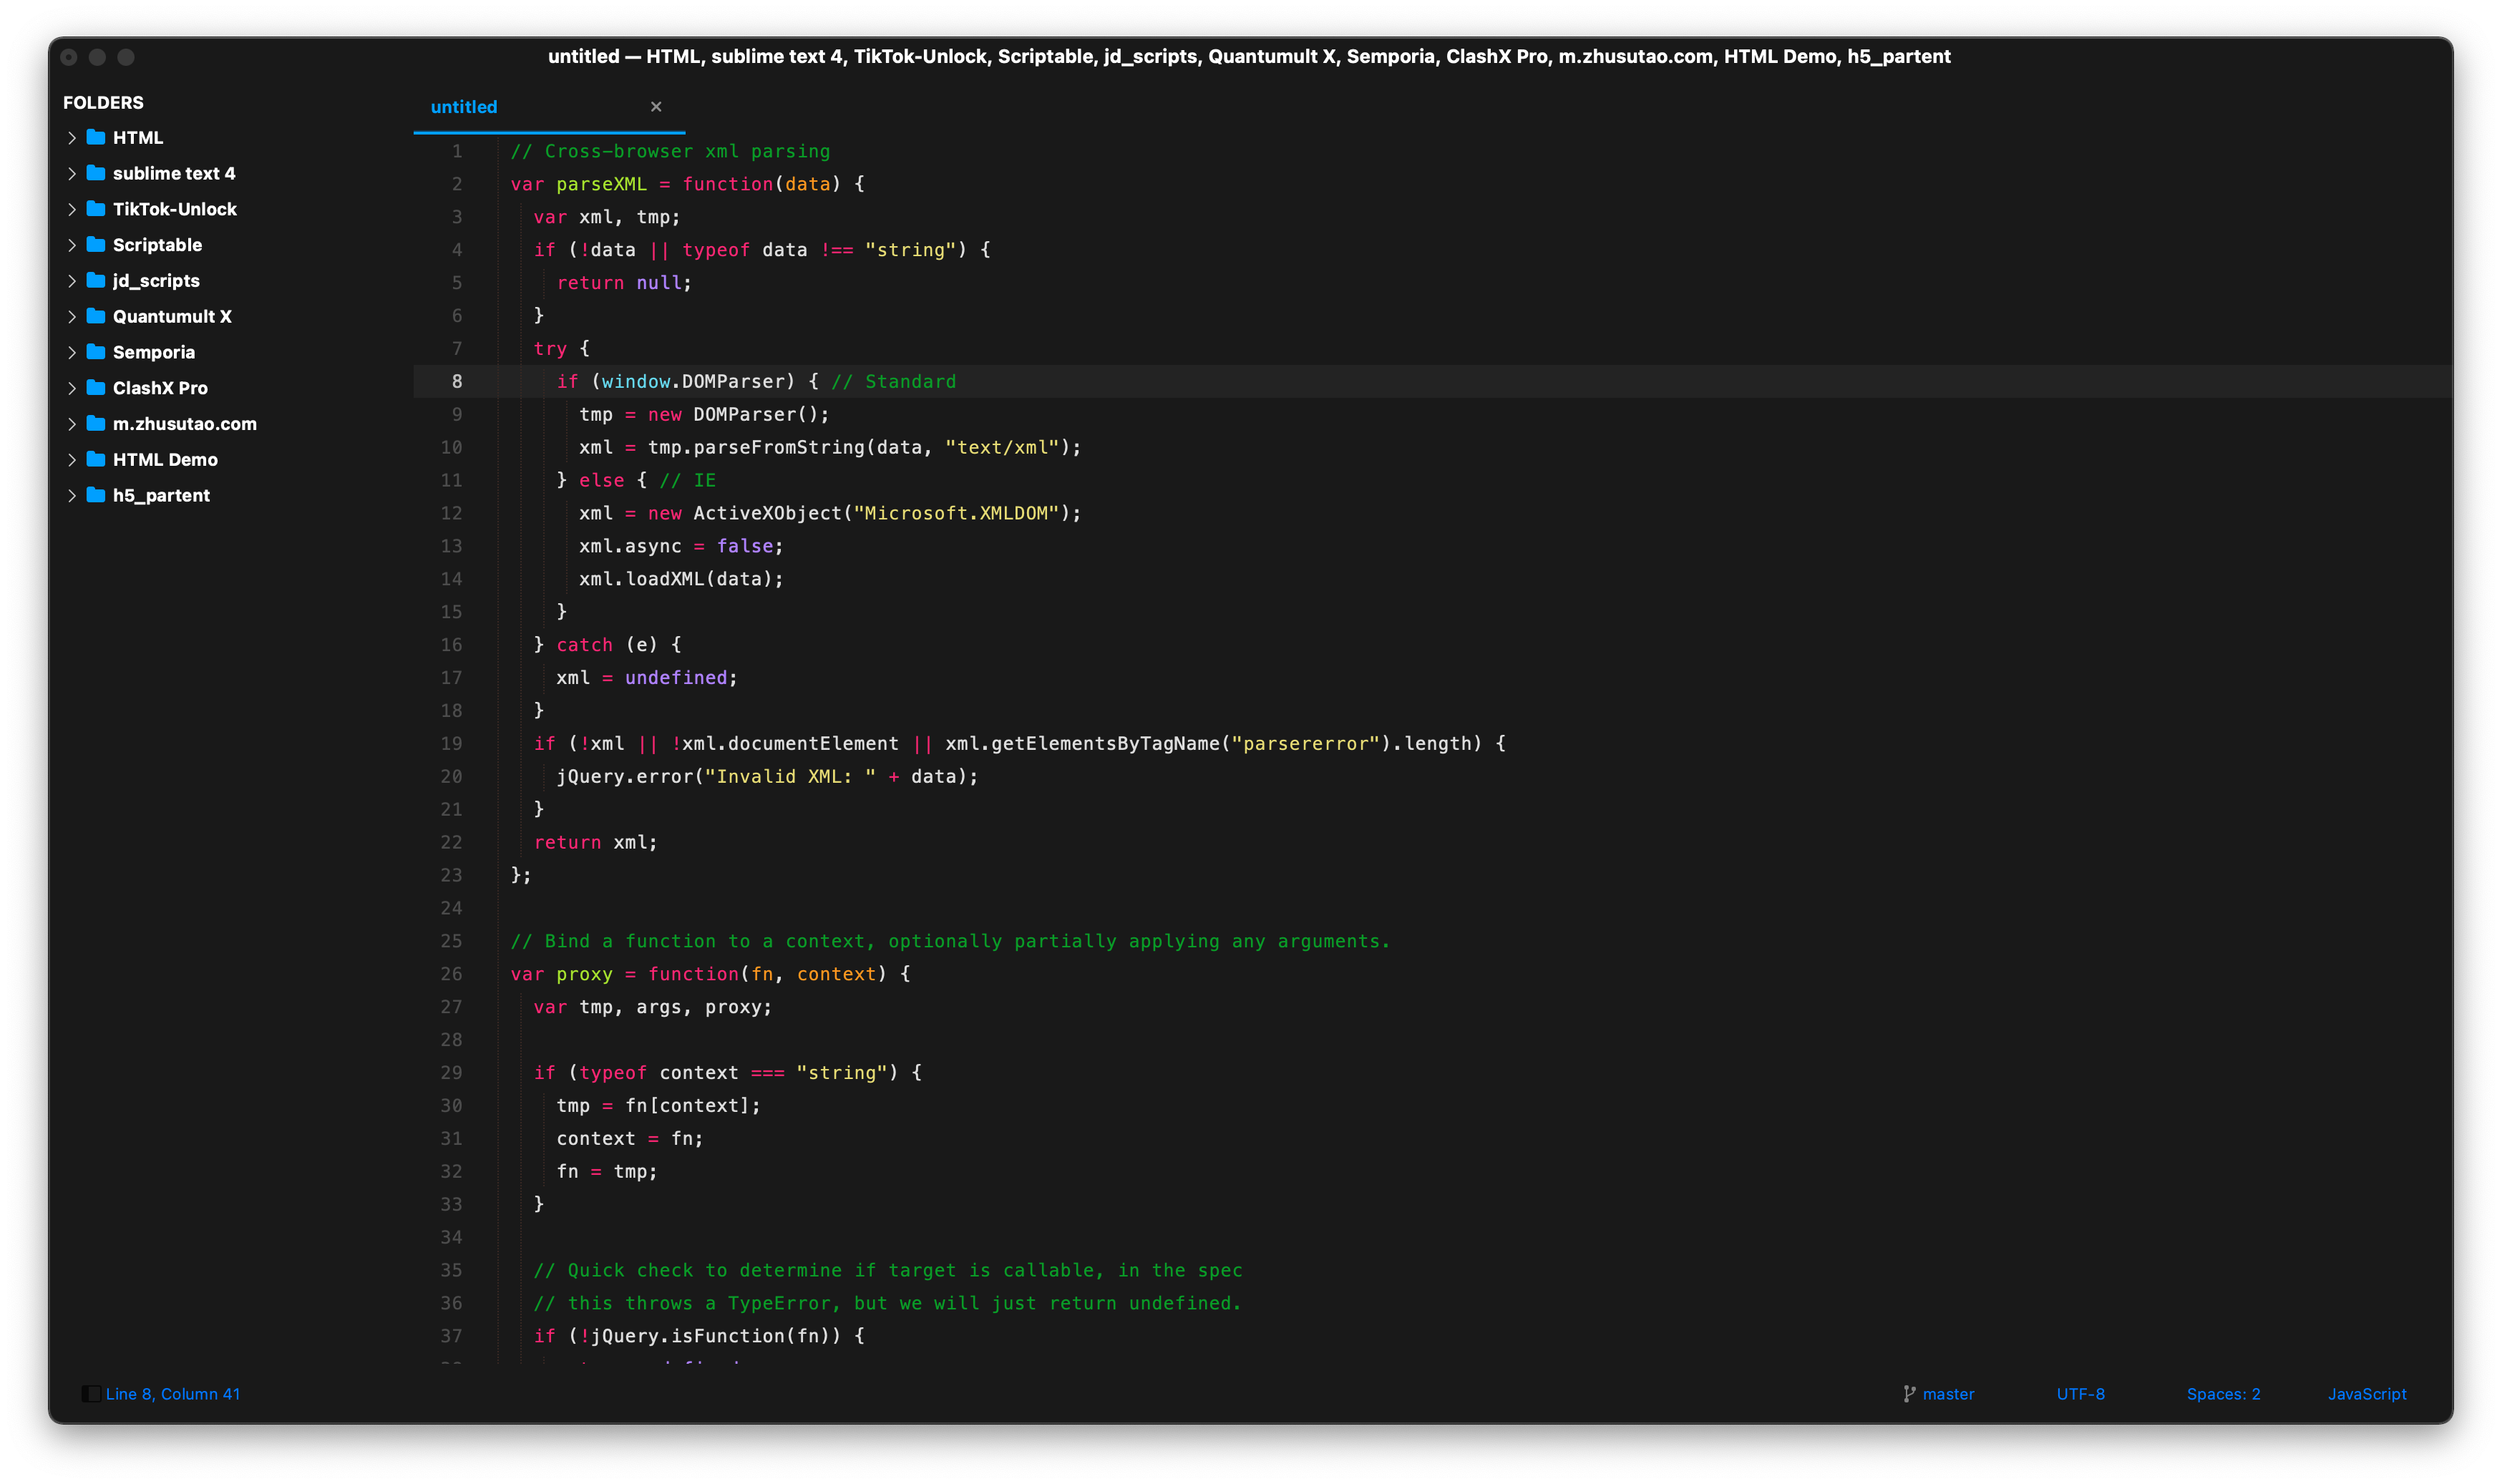 untitled — HTML, sublime text 4, TikTok-Unlock, Scriptable, jd_scripts, Quantumult X, Semporia, ClashX Pro, m.zhusutao.com, HTML Demo, h5_partent
FOLDERS
HTML
sublime text 4
TikTok-Unlock
Scriptable
jd_scripts
Quantumult X
Semporia
ClashX Pro
m.zhusutao.com
HTML Demo
h5_partent
untitled
1 // Cross-browser xml parsing
2 var parseXML = function(data) {
3   var xml, tmp;
4   if (!data || typeof data !== "string") {
5     return null;
6   }
7   try {
8     if (window.DOMParser) { // Standard
9       tmp = new DOMParser();
10       xml = tmp.parseFromString(data, "text/xml");
11     } else { // IE
12       xml = new ActiveXObject("Microsoft.XMLDOM");
13       xml.async = false;
14       xml.loadXML(data);
15     }
16   } catch (e) {
17     xml = undefined;
18   }
19   if (!xml || !xml.documentElement || xml.getElementsByTagName("parsererror").length) {
20     jQuery.error("Invalid XML: " + data);
21   }
22   return xml;
23 };
24
25 // Bind a function to a context, optionally partially applying any arguments.
26 var proxy = function(fn, context) {
27   var tmp, args, proxy;
28
29   if (typeof context === "string") {
30     tmp = fn[context];
31     context = fn;
32     fn = tmp;
33   }
34
35   // Quick check to determine if target is callable, in the spec
36   // this throws a TypeError, but we will just return undefined.
37   if (!jQuery.isFunction(fn)) {
Line 8, Column 41
master
UTF-8
Spaces: 2
JavaScript